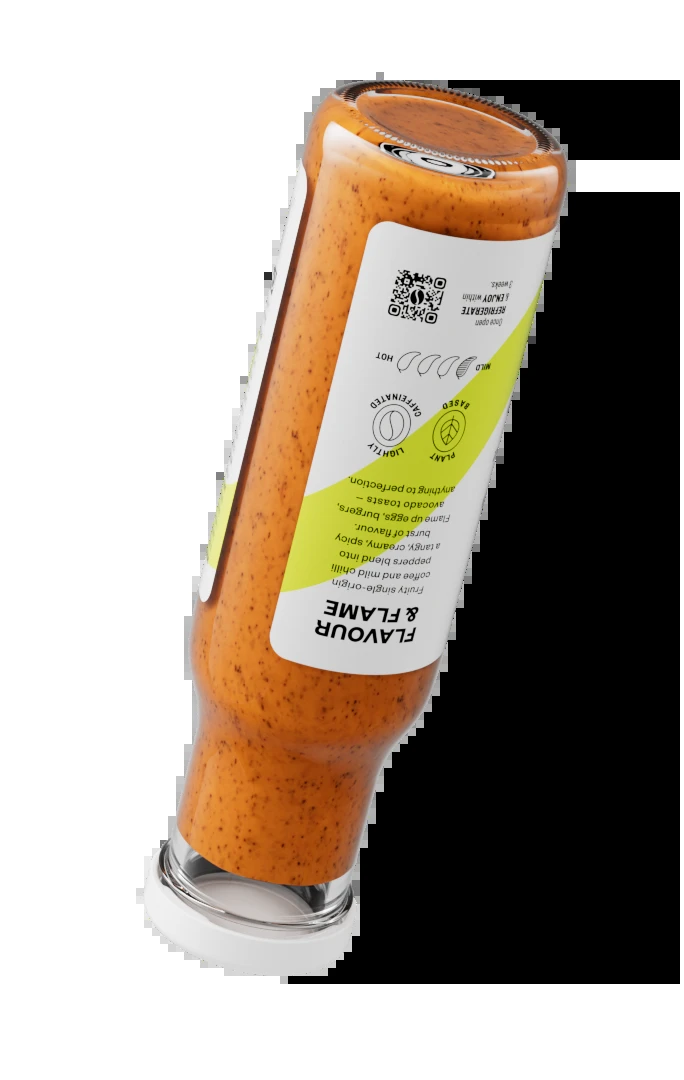 FLAVOUR
& FLAME
Fruity single-origin
coffee and mild chilli
peppers blend into
a tangy, creamy, spicy
burst of flavour.
Flame up eggs, burgers,
avocado toasts –
anything to perfection.
LIGHTLY
CAFFEINATED
PLANT
BASED
MILD
HOT
Once open
REFRIGERATE
& ENJOY within
3 weeks.